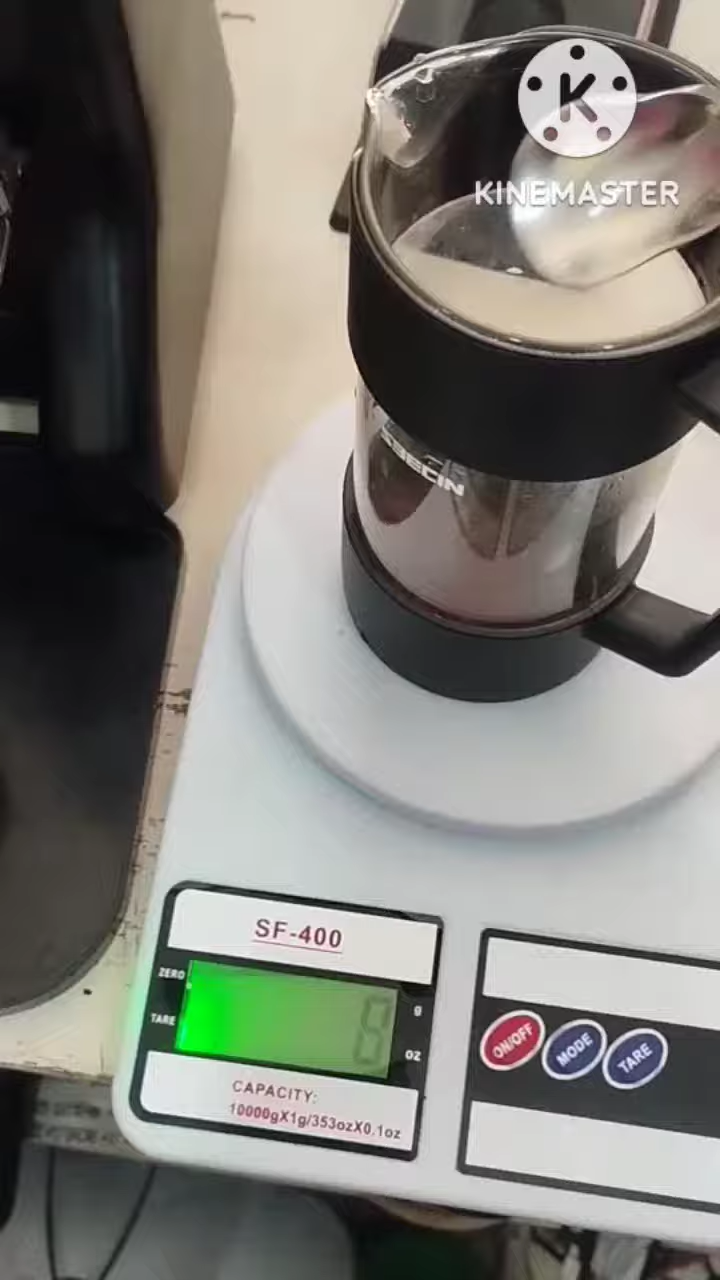 K
KINEMASTER
SF-400
ZERO
TARE
8
g
oz
CAPACITY:
10000gX1g/353ozX0.1oz
ON/OFF
MODE
TARE